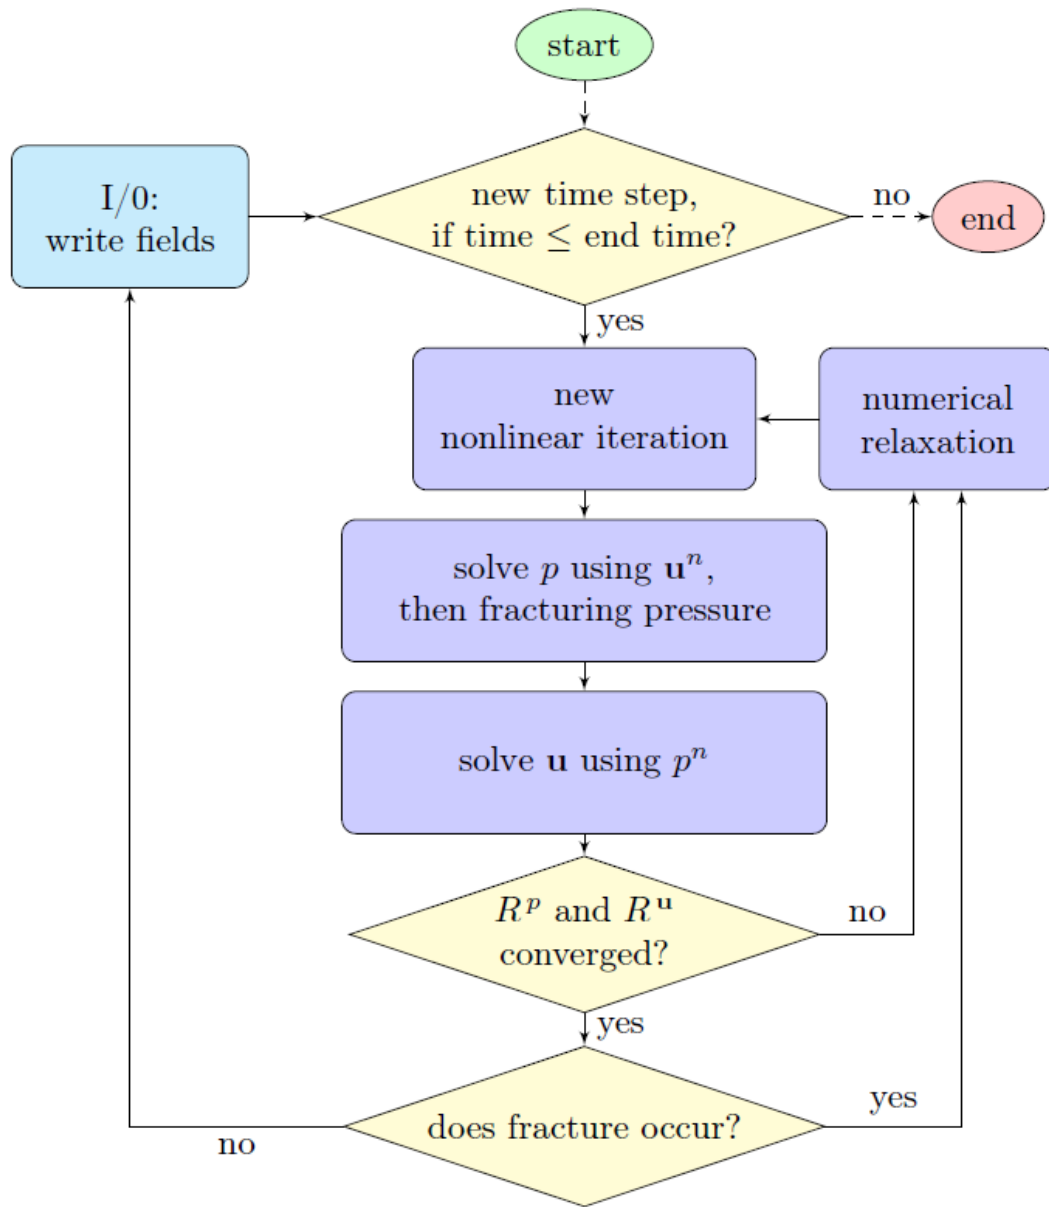 start
I/0:
write fields
new time step,
if time ≤ end time?
no
end
yes
new
nonlinear iteration
numerical
relaxation
solve p using uⁿ,
then fracturing pressure
solve u using pⁿ
Rᵖ and Rᵘ
converged?
no
yes
does fracture occur?
yes
no